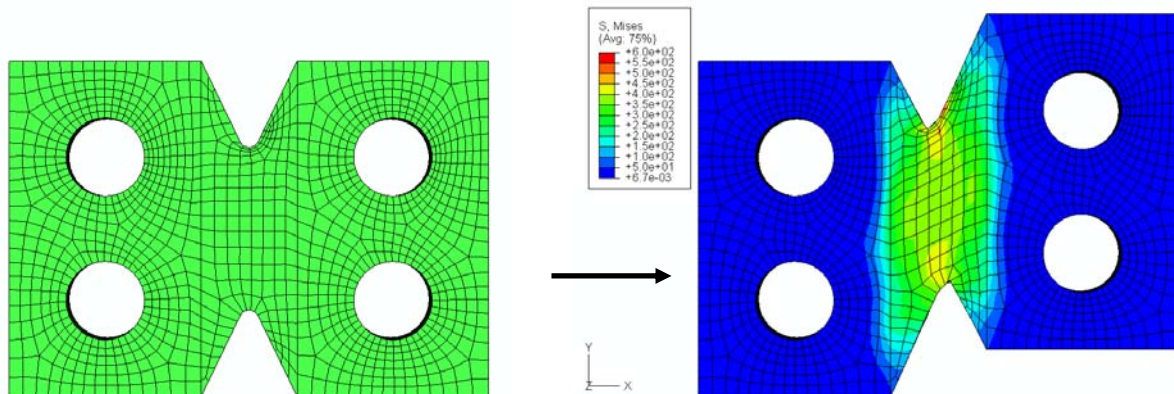 S, Mises
(Avg: 75%)
+6.0e+02
+5.5e+02
+5.0e+02
+4.5e+02
+4.0e+02
+3.5e+02
+3.0e+02
+2.5e+02
+2.0e+02
+1.5e+02
+1.0e+02
+5.0e+01
+6.7e-03
Y
Z
X